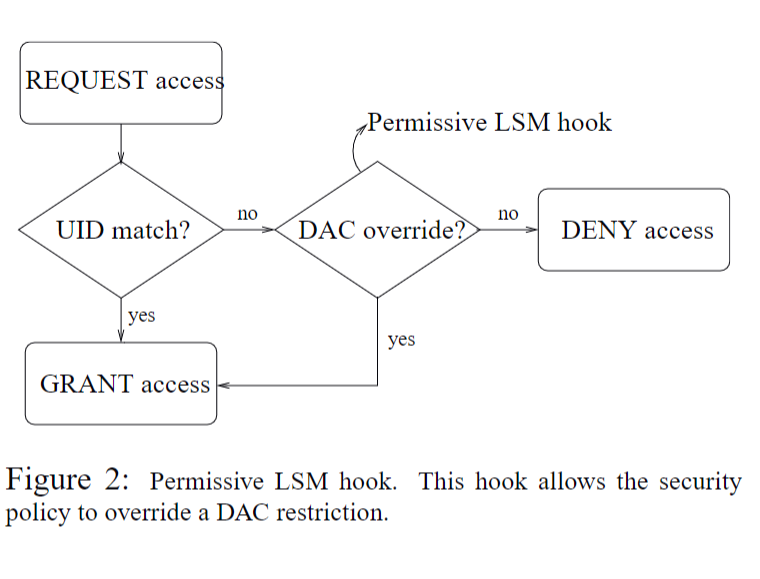 REQUEST access
Permissive LSM hook
UID match?
no
DAC override?
no
DENY access
yes
yes
GRANT access
Figure 2: Permissive LSM hook. This hook allows the security
policy to override a DAC restriction.